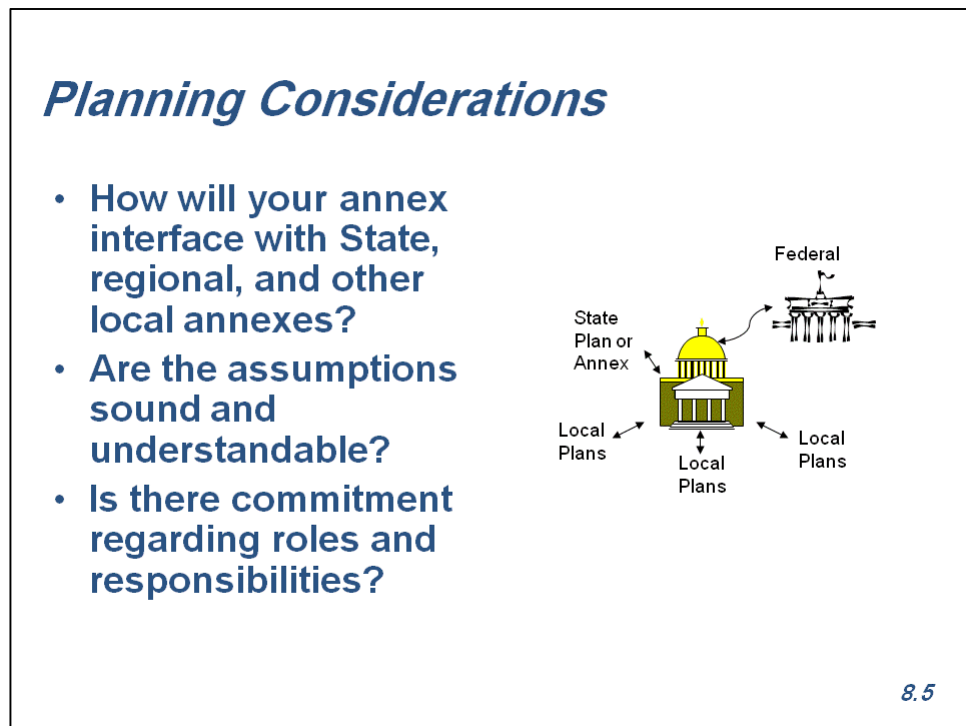 Planning Considerations
• How will your annex
interface with State,
regional, and other
local annexes?
• Are the assumptions
sound and
understandable?
• Is there commitment
regarding roles and
responsibilities?
Federal
State
Plan or
Annex
Local
Plans
Local
Plans
Local
Plans
8.5